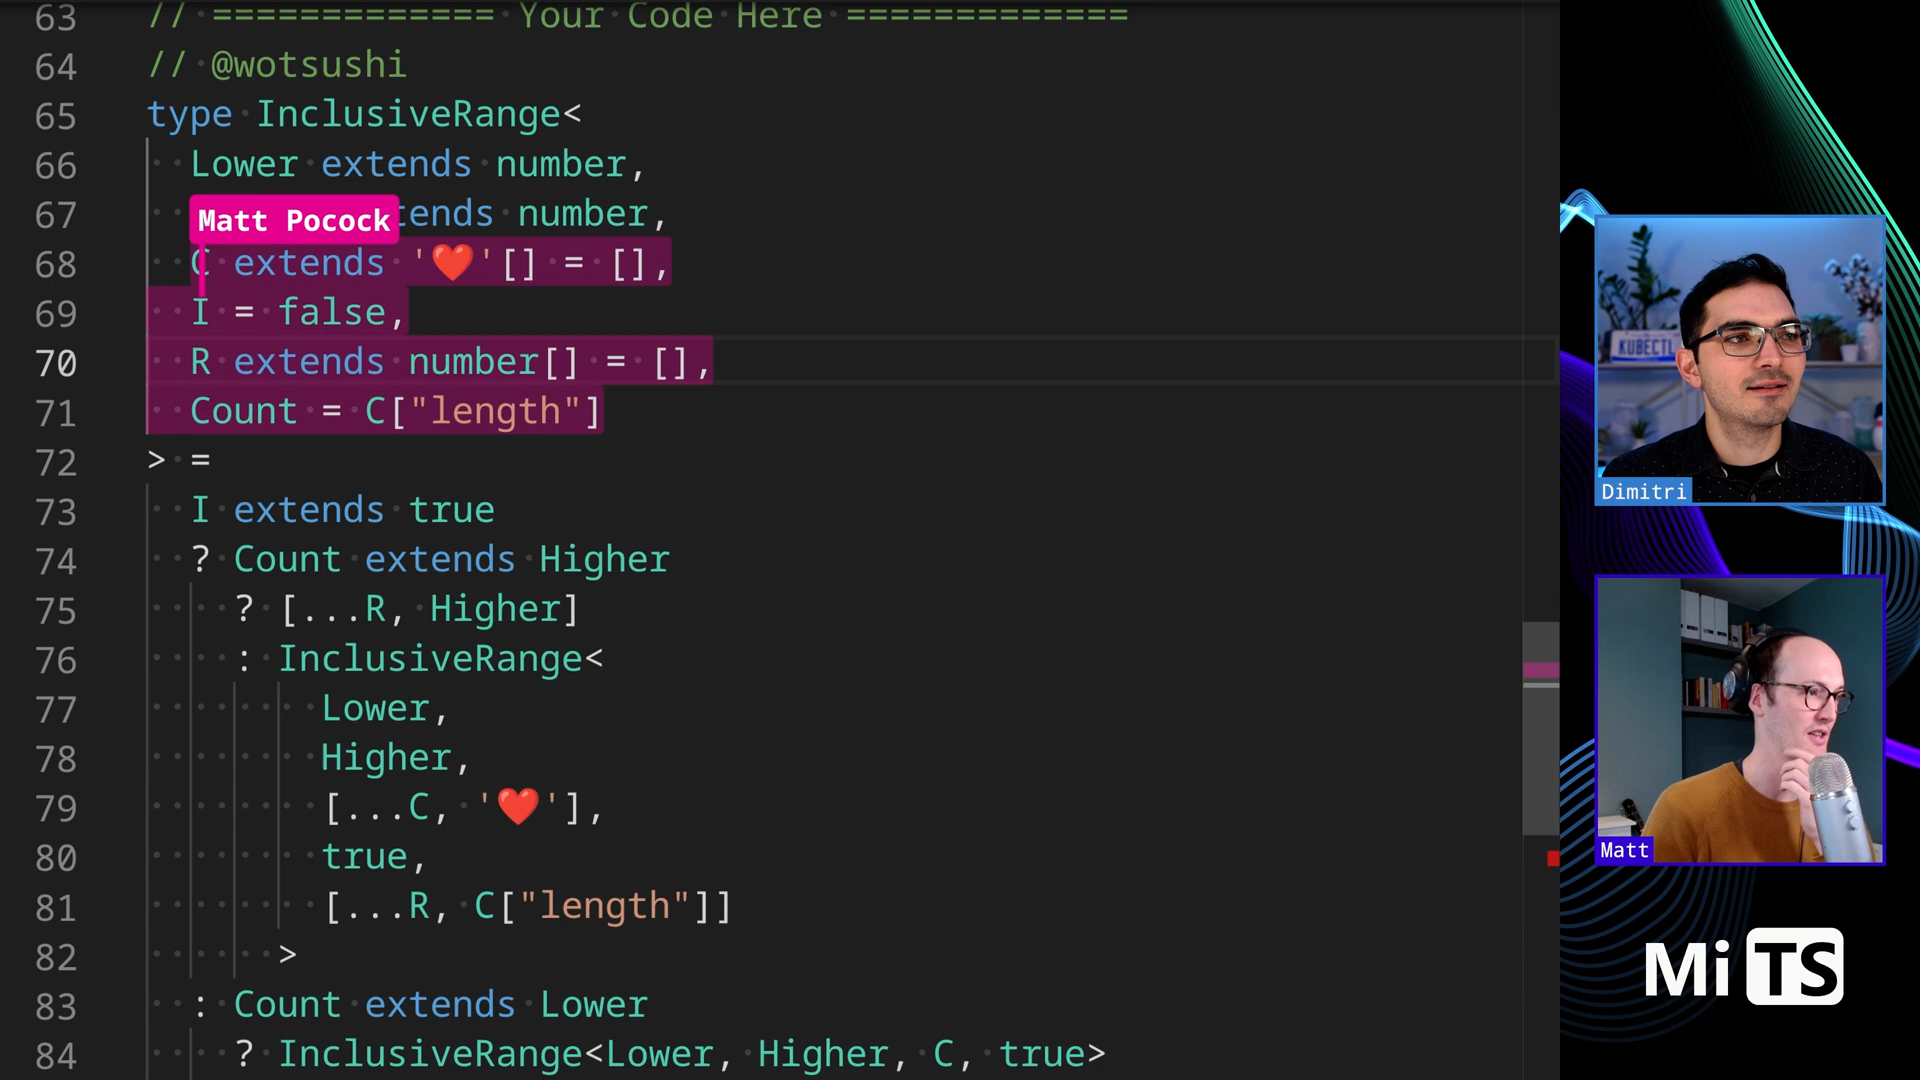 63 // ============= Your Code Here =============
64 // @wotsushi
65 type InclusiveRange<
66 Lower extends number,
Matt Pocock
67 tends number,
68 C extends '❤️'[] = [],
69 I = false,
70 R extends number[] = [],
71 Count = C["length"]
72 > =
73 I extends true
74 ? Count extends Higher
75 ? [...R, Higher]
76 : InclusiveRange<
77 Lower,
78 Higher,
79 [...C, '❤️'],
80 true,
81 [...R, C["length"]]
82 >
83 : Count extends Lower
84 ? InclusiveRange<Lower, Higher, C, true>
KUBECTL
Dimitri
Matt
Mi TS